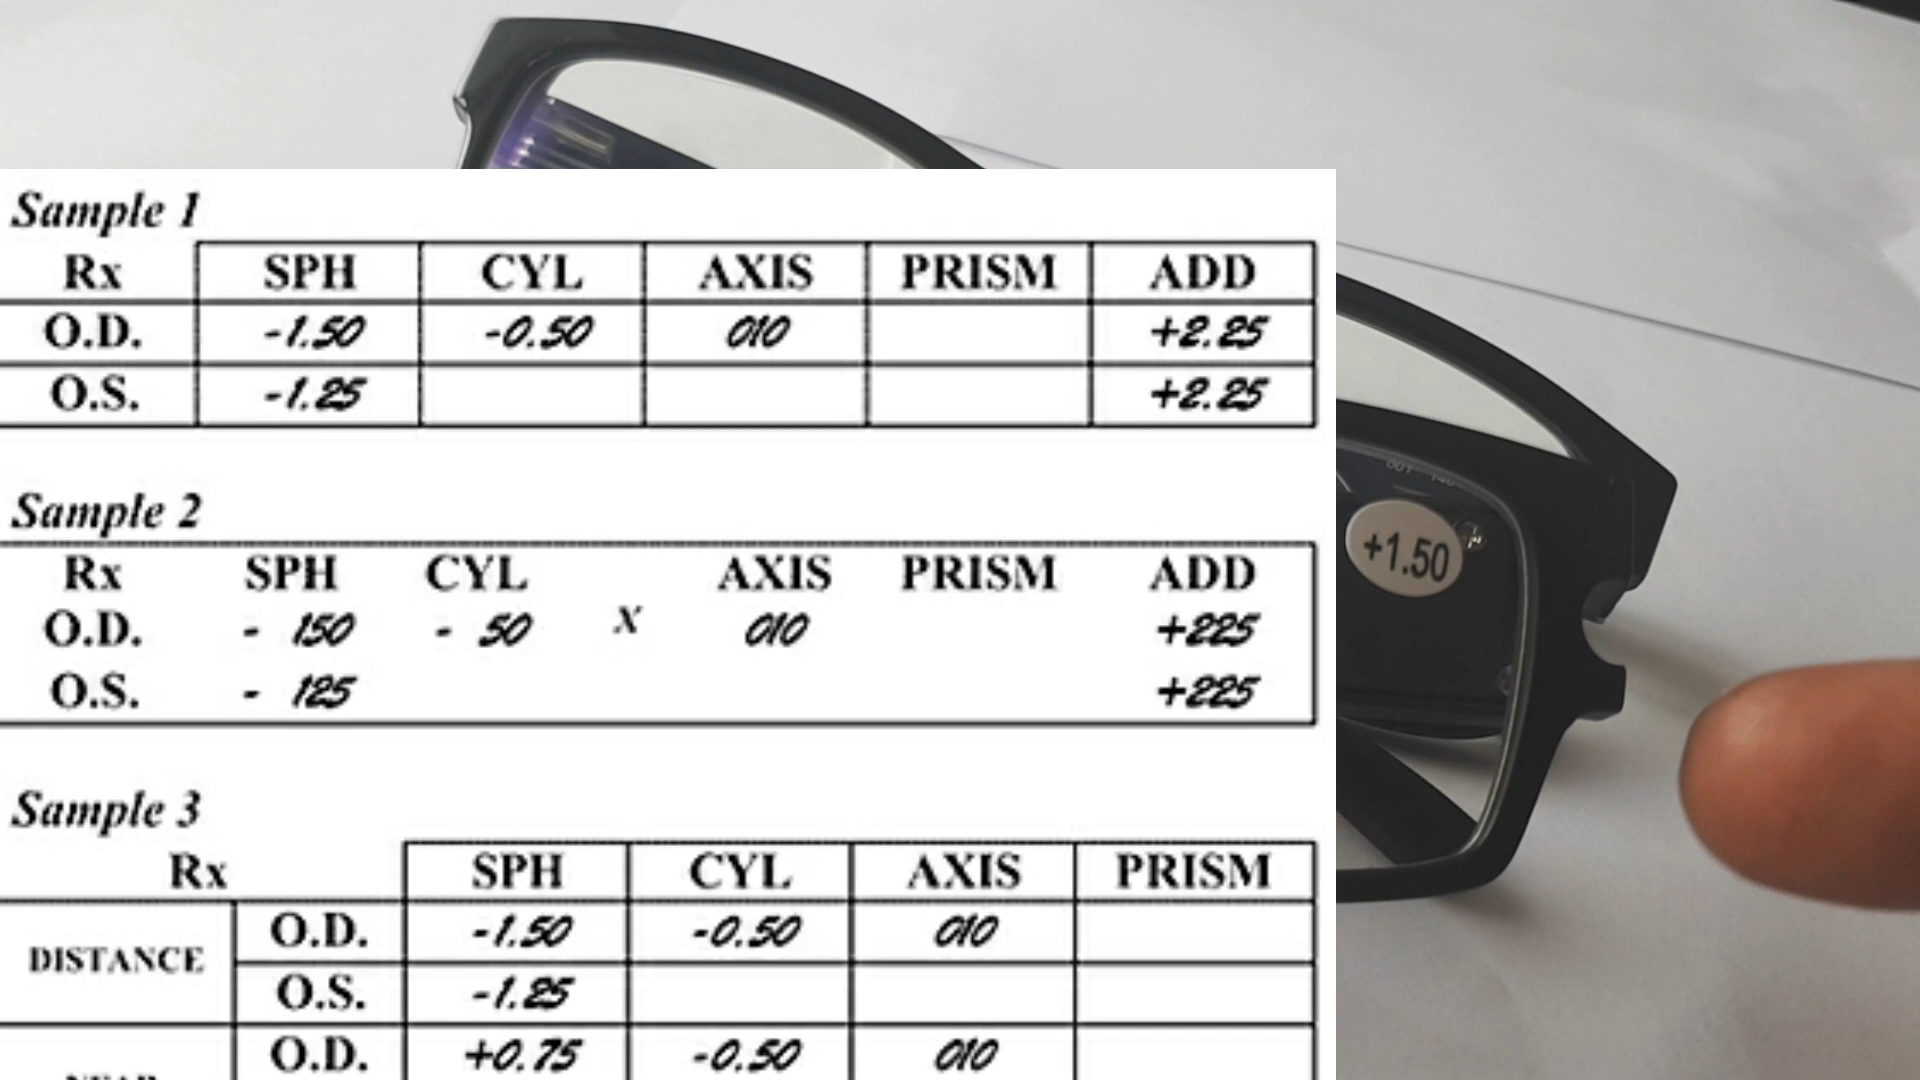 Sample 1
Rx SPH CYL AXIS PRISM ADD
O.D. -1.50 -0.50 010 +2.25
O.S. -1.25 +2.25
Sample 2
Rx SPH CYL AXIS PRISM ADD
O.D. - 150 - 50 X 010 +225
O.S. - 125 +225
Sample 3
Rx SPH CYL AXIS PRISM
DISTANCE
O.D. -1.50 -0.50 010
O.S. -1.25
O.D. +0.75 -0.50 010
+1.50